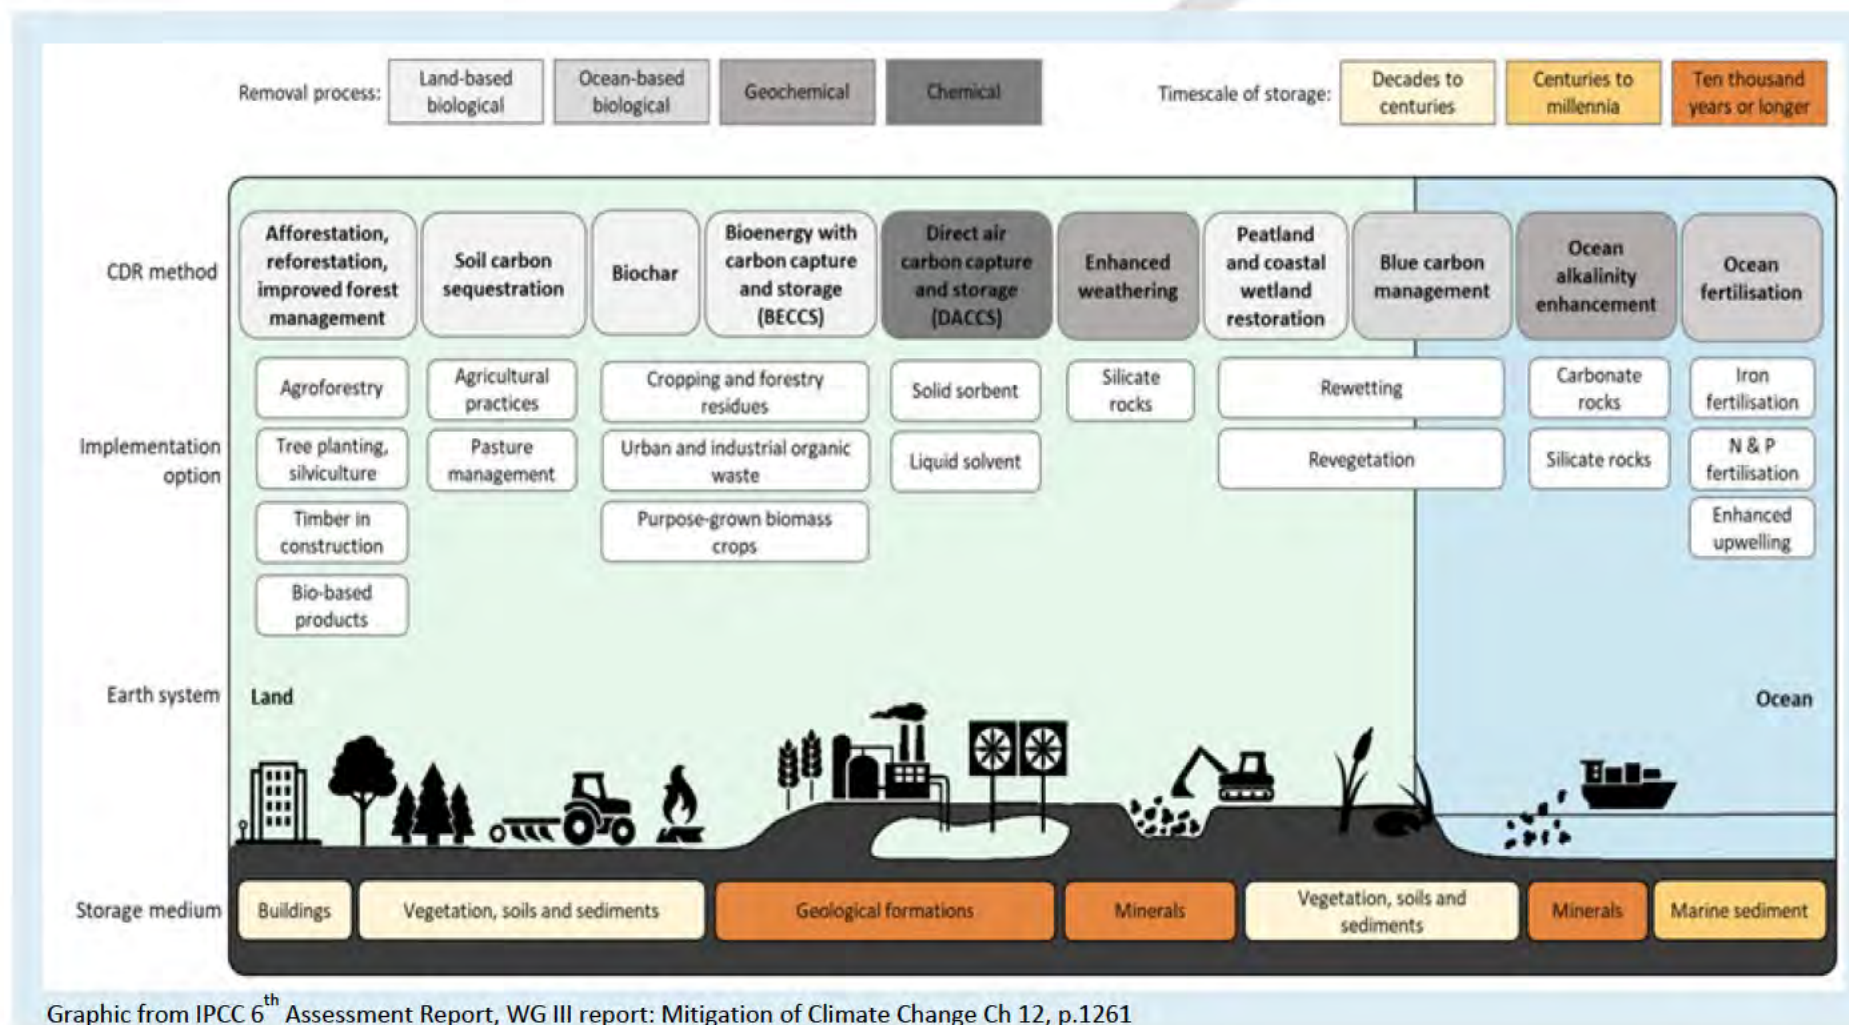 Removal process:
Land-based
biological
Ocean-based
biological
Geochemical
Chemical
Timescale of storage:
Decades to
centuries
Centuries to
millennia
Ten thousand
years or longer
CDR method
Afforestation,
reforestation,
improved forest
management
Soil carbon
sequestration
Biochar
Bioenergy with
carbon capture
and storage
(BECCS)
Direct air
carbon capture
and storage
(DACCS)
Enhanced
weathering
Peatland
and coastal
wetland
restoration
Blue carbon
management
Ocean
alkalinity
enhancement
Ocean
fertilisation
Implementation
option
Agroforestry
Tree planting,
silviculture
Timber in
construction
Bio-based
products
Agricultural
practices
Pasture
management
Cropping and forestry
residues
Urban and industrial organic
waste
Purpose-grown biomass
crops
Solid sorbent
Liquid solvent
Silicate
rocks
Rewetting
Revegetation
Carbonate
rocks
Silicate rocks
Iron
fertilisation
N & P
fertilisation
Enhanced
upwelling
Earth system
Land
Ocean
Storage medium
Buildings
Vegetation, soils and sediments
Geological formations
Minerals
Vegetation, soils and
sediments
Minerals
Marine sediment
Graphic from IPCC 6th Assessment Report, WG III report: Mitigation of Climate Change Ch 12, p.1261